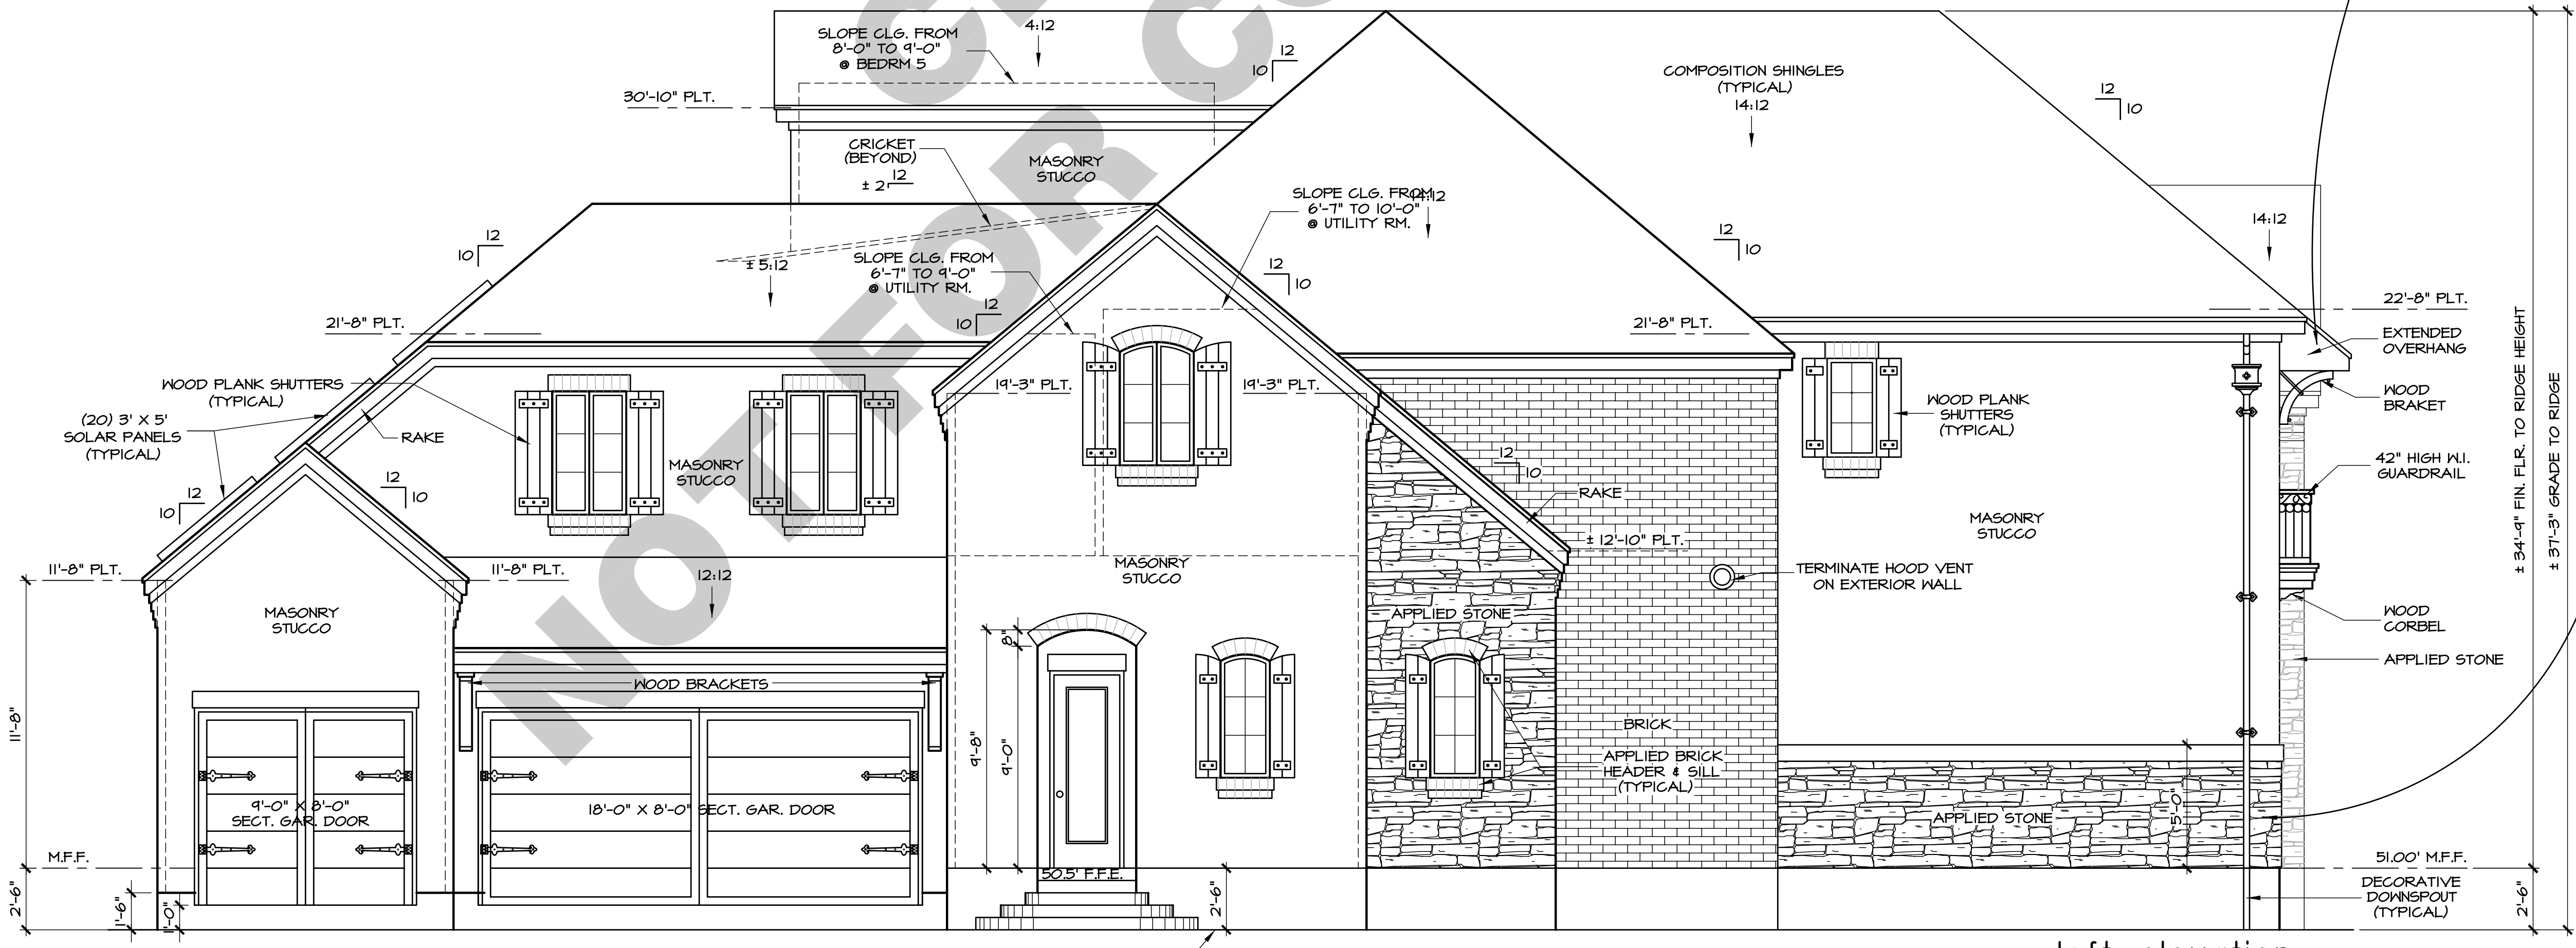 SLOPE CLG. FROM
8'-0" TO 9'-0"
@ BEDRM 5
4:12
12
10
30'-10" PLT.
COMPOSITION SHINGLES
(TYPICAL)
14:12
12
10
CRICKET
(BEYOND)
12
± 2
MASONRY
STUCCO
SLOPE CLG. FROM
6'-7" TO 10'-0"
@ UTILITY RM.
14:12
12
10
14:12
12
10
± 5:12
SLOPE CLG. FROM
6'-7" TO 9'-0"
@ UTILITY RM.
12
10
12
10
21'-8" PLT.
21'-8" PLT.
22'-8" PLT.
EXTENDED
OVERHANG
WOOD PLANK SHUTTERS
(TYPICAL)
(20) 3' X 5'
SOLAR PANELS
(TYPICAL)
RAKE
19'-3" PLT.
19'-3" PLT.
WOOD PLANK
SHUTTERS
(TYPICAL)
WOOD
BRAKET
42" HIGH W.I.
GUARDRAIL
MASONRY
STUCCO
12
10
12
10
12
10
RAKE
MASONRY
STUCCO
± 12'-10" PLT.
11'-8" PLT.
11'-8" PLT.
12:12
MASONRY
STUCCO
TERMINATE HOOD VENT
ON EXTERIOR WALL
MASONRY
STUCCO
APPLIED STONE
WOOD
CORBEL
APPLIED STONE
WOOD BRACKETS
8"
9'-8"
9'-0"
BRICK
APPLIED BRICK
HEADER & SILL
(TYPICAL)
9'-0" X 8'-0"
SECT. GAR. DOOR
18'-0" X 8'-0" SECT. GAR. DOOR
APPLIED STONE
5'-0"
11'-8"
M.F.F.
50.5' F.F.E.
51.00' M.F.F.
DECORATIVE
DOWNSPOUT
(TYPICAL)
2'-6"
1'-6"
1'-0"
2'-6"
2'-6"
± 34'-9" FIN. FLR. TO RIDGE HEIGHT
± 37'-3" GRADE TO RIDGE
NOT FOR